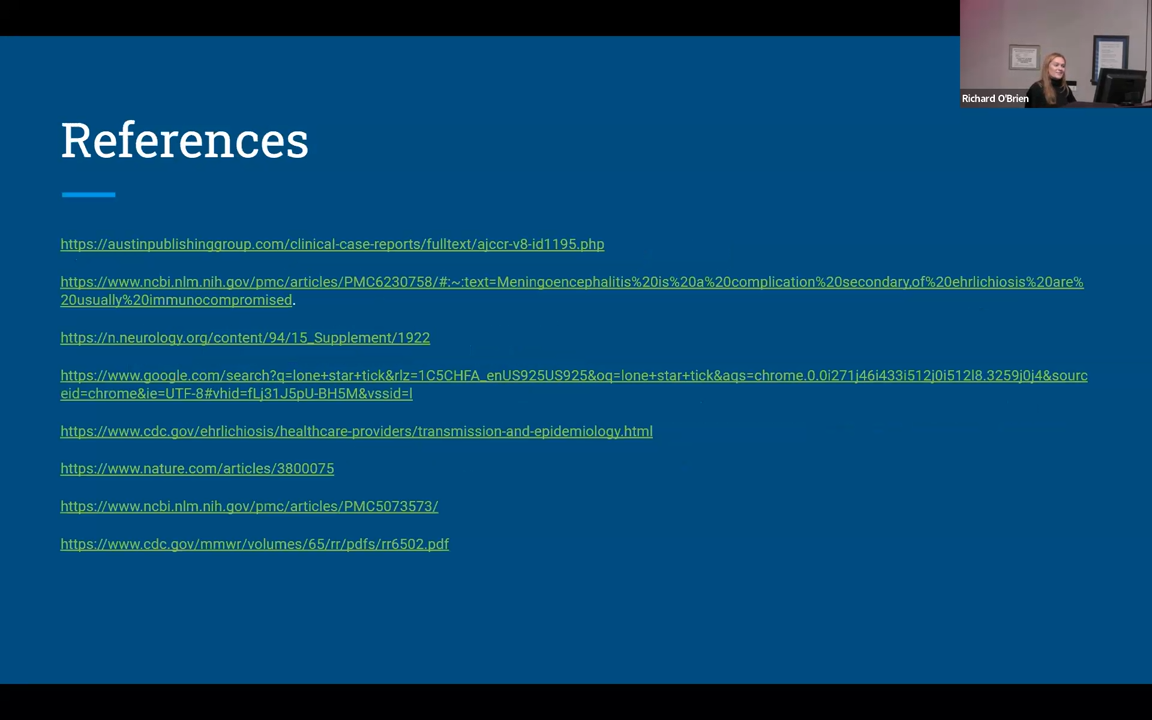 Richard O'Brien
References
https://austinpublishinggroup.com/clinical-case-reports/fulltext/ajccr-v8-id1195.php
https://www.ncbi.nlm.nih.gov/pmc/articles/PMC6230758/#:~:text=Meningoencephalitis%20is%20a%20complication%20secondary,of%20ehrlichiosis%20are%
20usually%20immunocompromised.
https://n.neurology.org/content/94/15_Supplement/1922
https://www.google.com/search?q=lone+star+tick&rlz=1C5CHFA_enUS925US925&oq=lone+star+tick&aqs=chrome.0.0i271j46i433i512j0i512l8.3259j0j4&sourc
eid=chrome&ie=UTF-8#vhid=fLj31J5pU-BH5M&vssid=l
https://www.cdc.gov/ehrlichiosis/healthcare-providers/transmission-and-epidemiology.html
https://www.nature.com/articles/3800075
https://www.ncbi.nlm.nih.gov/pmc/articles/PMC5073573/
https://www.cdc.gov/mmwr/volumes/65/rr/pdfs/rr6502.pdf